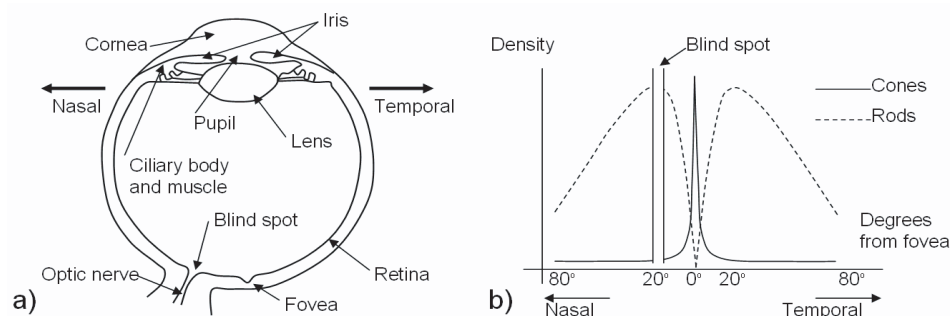 Iris
Cornea
Nasal
Temporal
Pupil
Lens
Ciliary body
and muscle
Blind spot
Optic nerve
Retina
Fovea
a)
Density
Blind spot
Cones
Rods
Degrees
from fovea
80° 20° 0° 20° 80°
Nasal
Temporal
b)